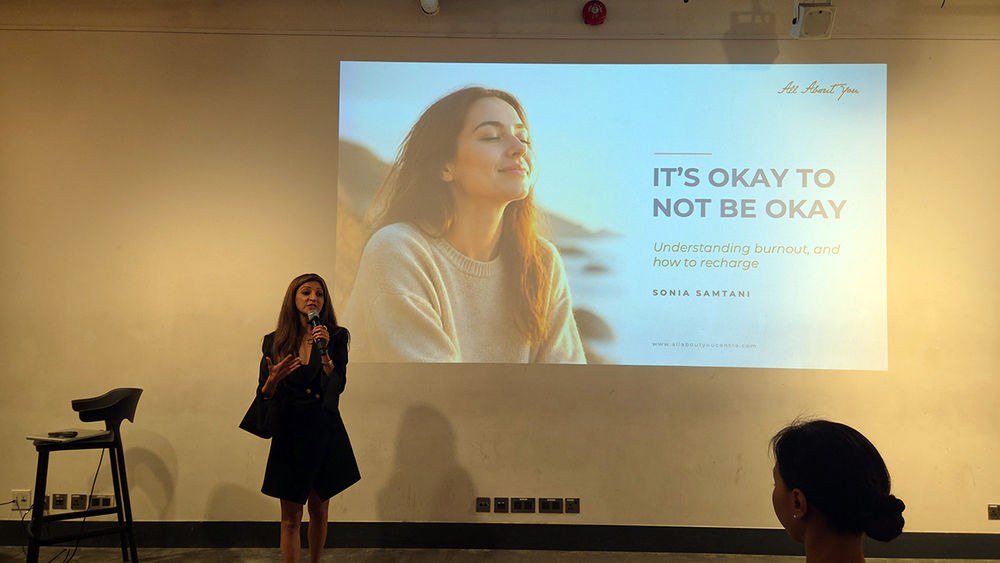 All About You
IT'S OKAY TO
NOT BE OKAY
Understanding burnout, and
how to recharge
SONIA SAMTANI
www.allaboutyoucentre.com